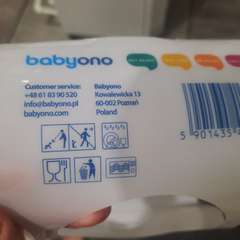 babyono
Customer service:
+48 61 83 90 520
info@babyono.pl
babyono.com
Babyono
Kowalewicka 13
60-002 Poznań
Poland
5 901435